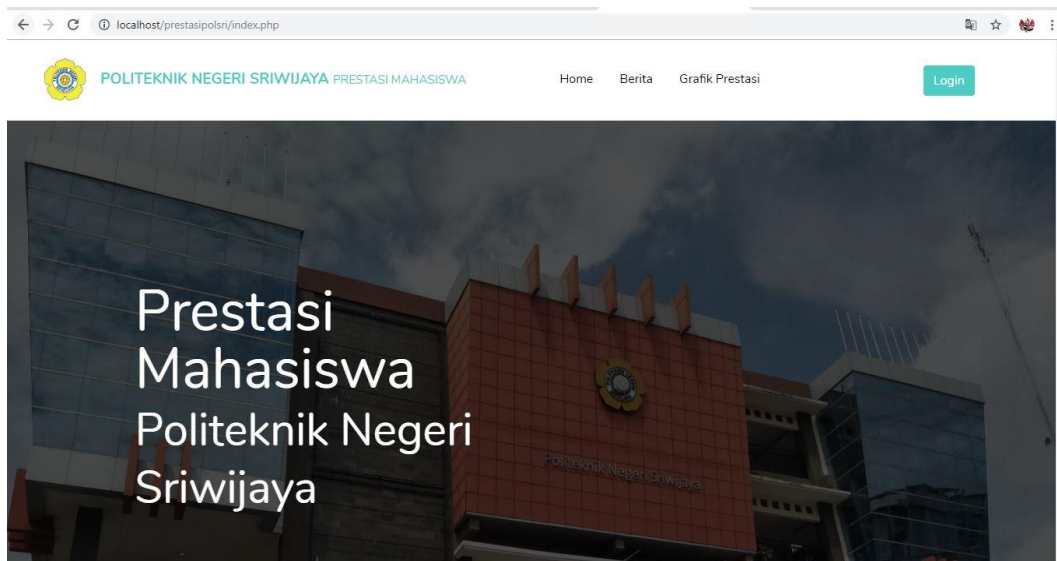 localhost/prestasipolsri/index.php
POLITEKNIK NEGERI SRIWIJAYA PRESTASI MAHASISWA
Home
Berita
Grafik Prestasi
Login
Prestasi
Mahasiswa
Politeknik Negeri
Sriwijaya
Politeknik Negeri Sriwijaya